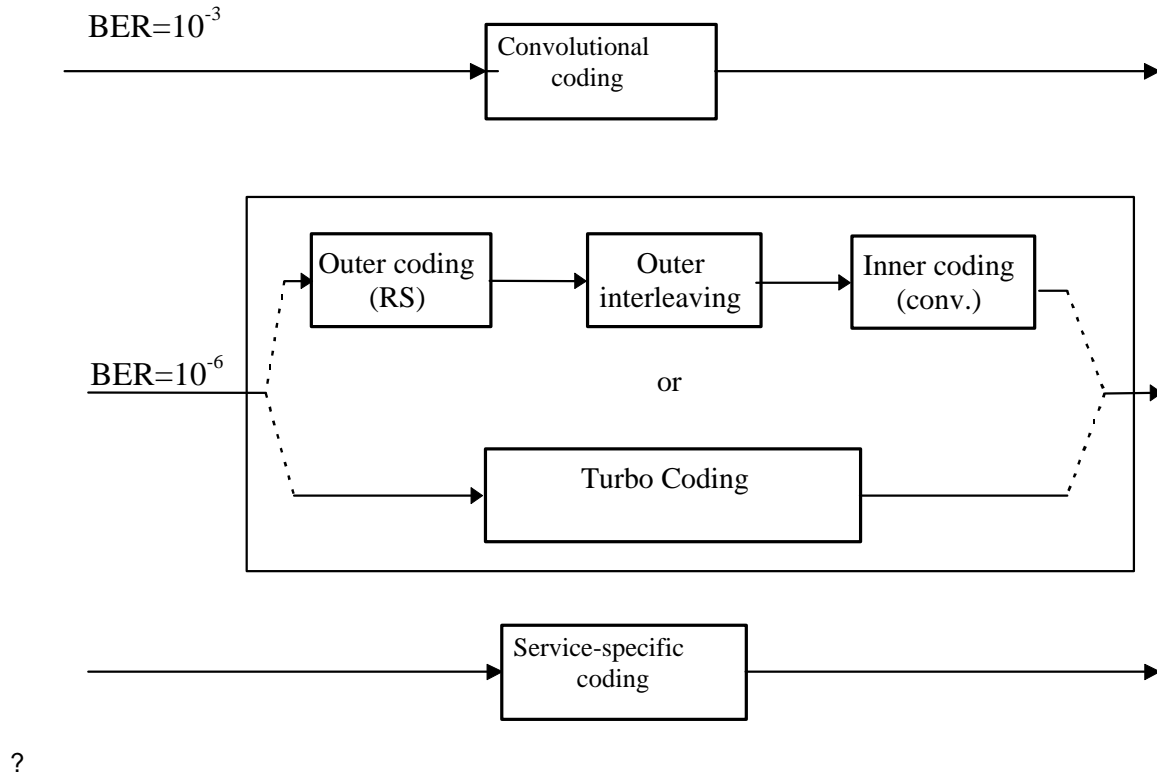 BER=10-3
Convolutional
coding
Outer coding
(RS)
Outer
interleaving
Inner coding
(conv.)
BER=10-6
or
Turbo Coding
Service-specific
coding
?